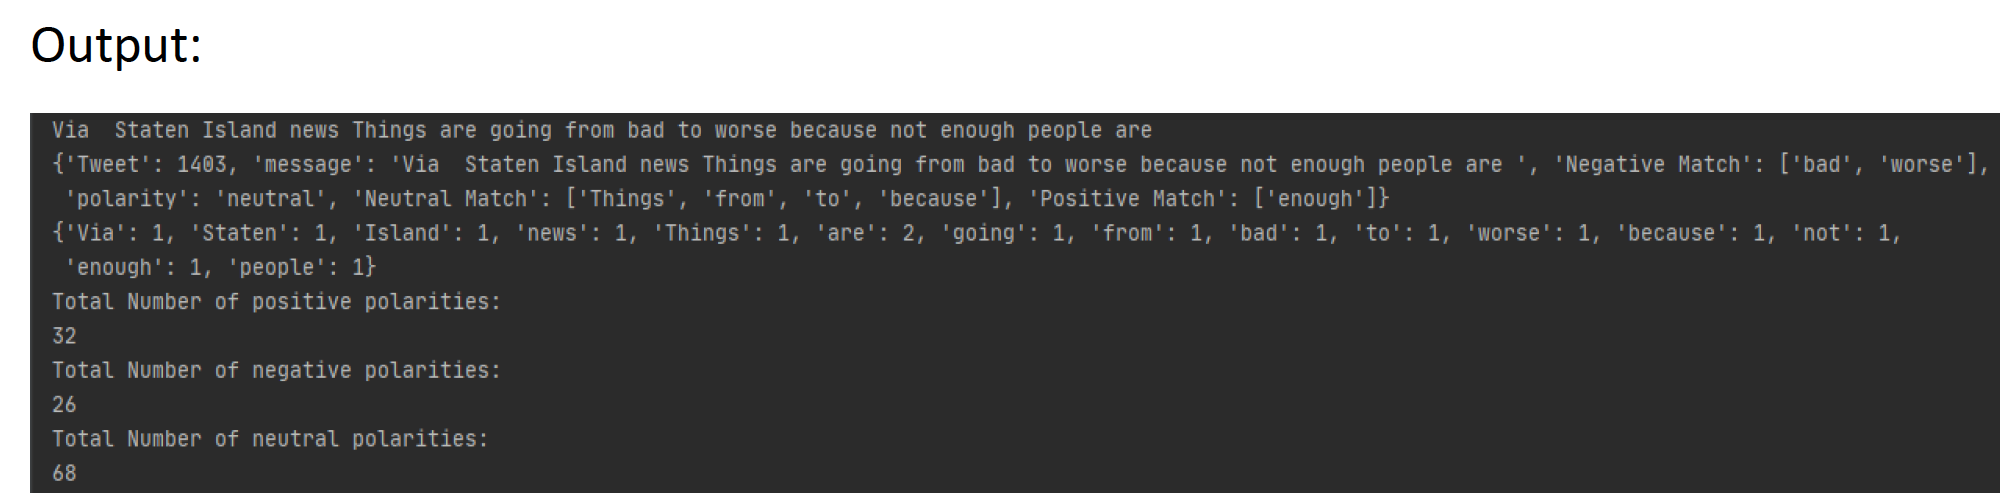 Output:
Via  Staten Island news Things are going from bad to worse because not enough people are
{'Tweet': 1403, 'message': 'Via  Staten Island news Things are going from bad to worse because not enough people are ', 'Negative Match': ['bad', 'worse'],
 'polarity': 'neutral', 'Neutral Match': ['Things', 'from', 'to', 'because'], 'Positive Match': ['enough']}
{'Via': 1, 'Staten': 1, 'Island': 1, 'news': 1, 'Things': 1, 'are': 2, 'going': 1, 'from': 1, 'bad': 1, 'to': 1, 'worse': 1, 'because': 1, 'not': 1,
 'enough': 1, 'people': 1}
Total Number of positive polarities:
32
Total Number of negative polarities:
26
Total Number of neutral polarities:
68